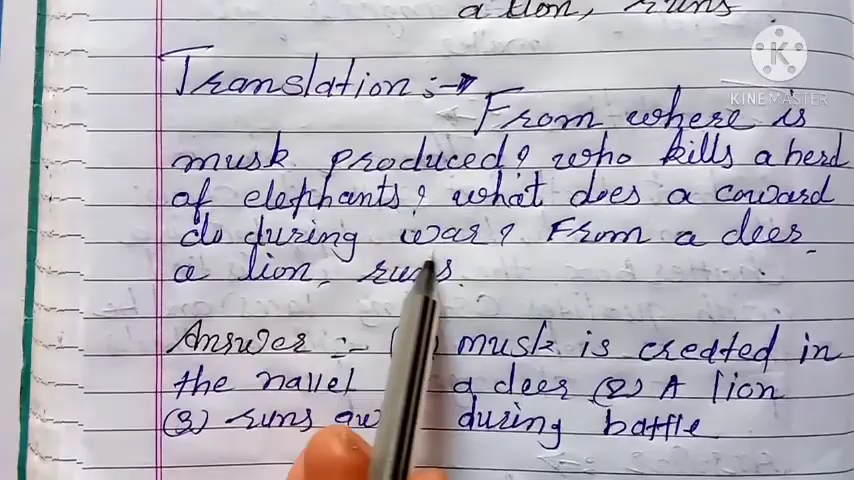 a lion, runs
K
KINEMASTER
Translation :-
From where is
musk produced? who kills a herd
of elephants? what does a coward
do during war? From a deer,
a lion, runs.
Answer :- musk is created in
the navel a deer (2) A lion
(3) runs during battle